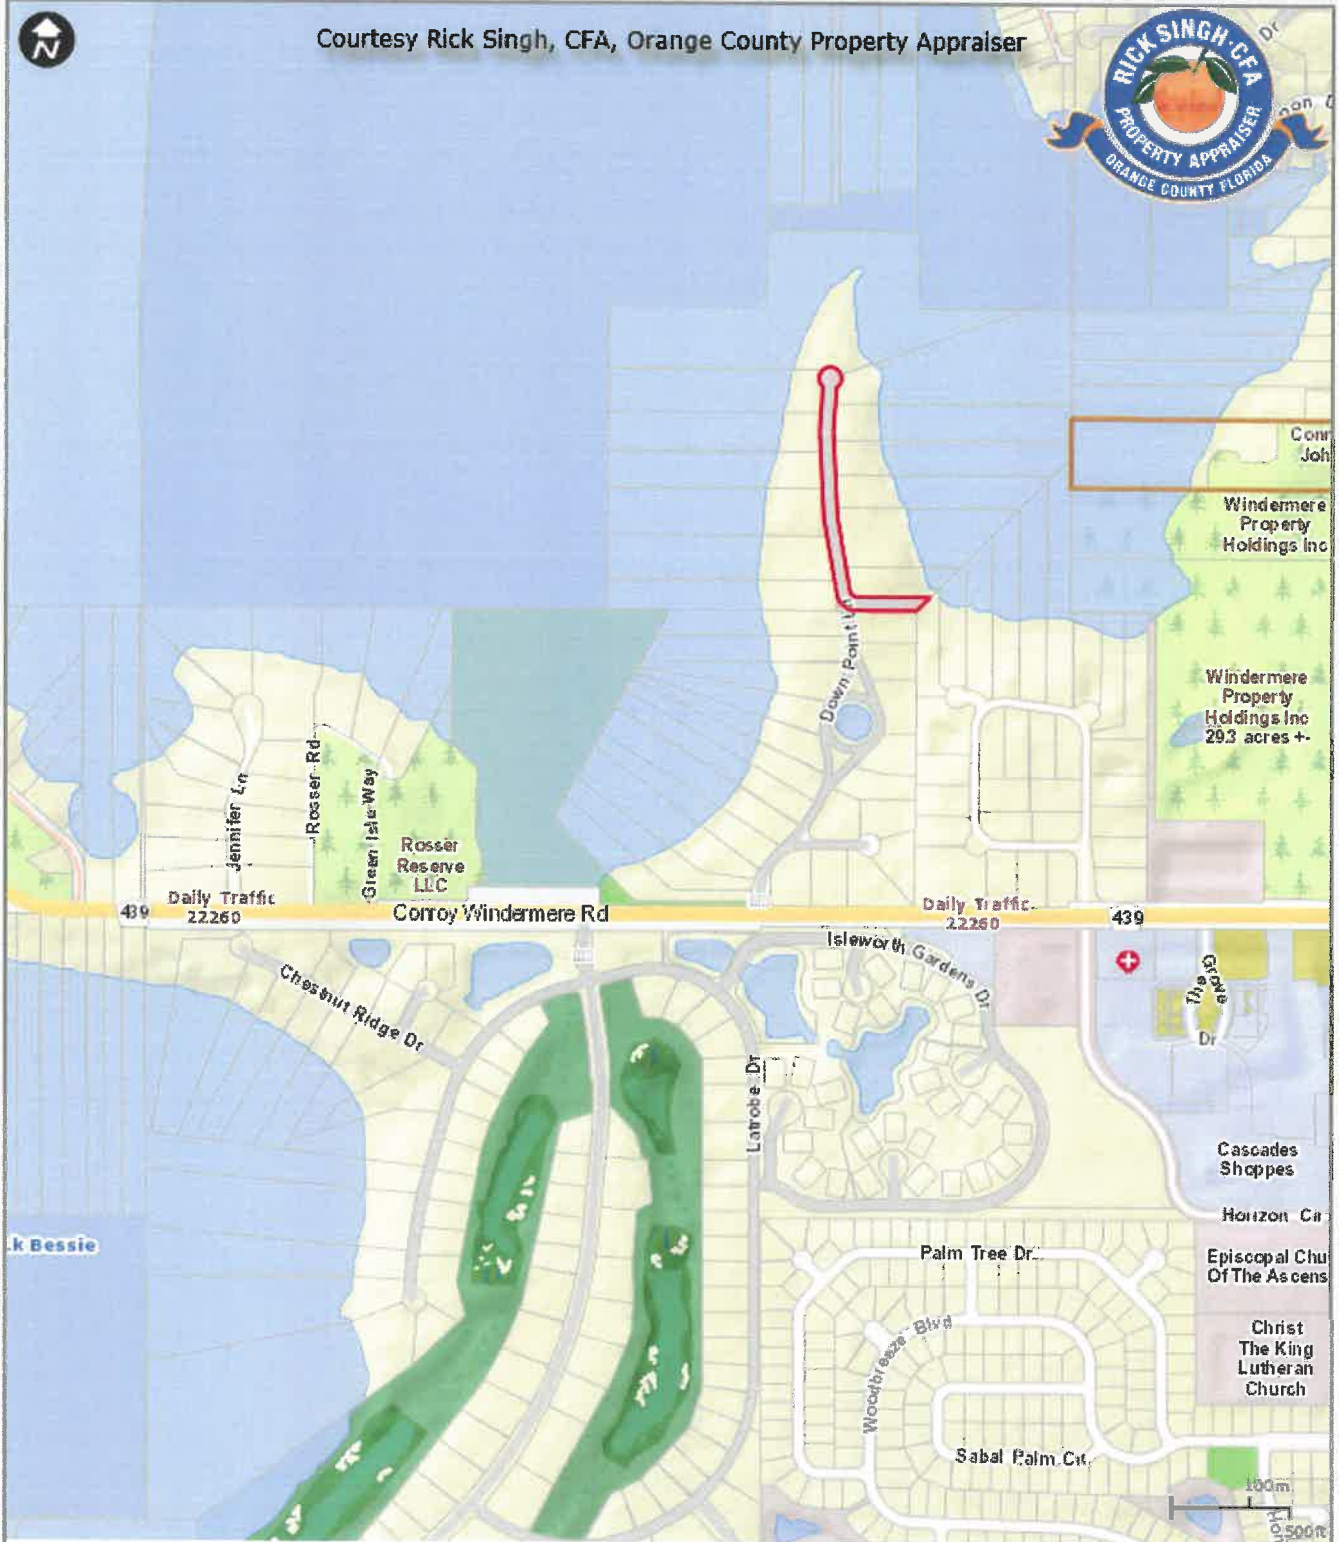 N
Courtesy Rick Singh, CFA, Orange County Property Appraiser
RICK SINGH, CFA
PROPERTY APPRAISER
ORANGE COUNTY FLORIDA
Dr
Windermere
Property
Holdings Inc
Windermere
Property
Holdings Inc
29.3 acres +-
Down Point
Jennifer Ln
Rosser Rd
Green Isle Way
Rosser
Reserve
LLC
Daily Traffic
22260
439
Conroy Windermere Rd
Daily Traffic
22260
439
Isleworth Gardens Dr
Chestnut Ridge Dr
The Grove
Dr
Latrobe Dr
Cascades
Shoppes
Horizon Cir
.k Bessie
Palm Tree Dr
Episcopal Chu
Of The Ascens
Woodbreeze Blvd
Christ
The King
Lutheran
Church
Sabal Palm Cir
100m
500ft